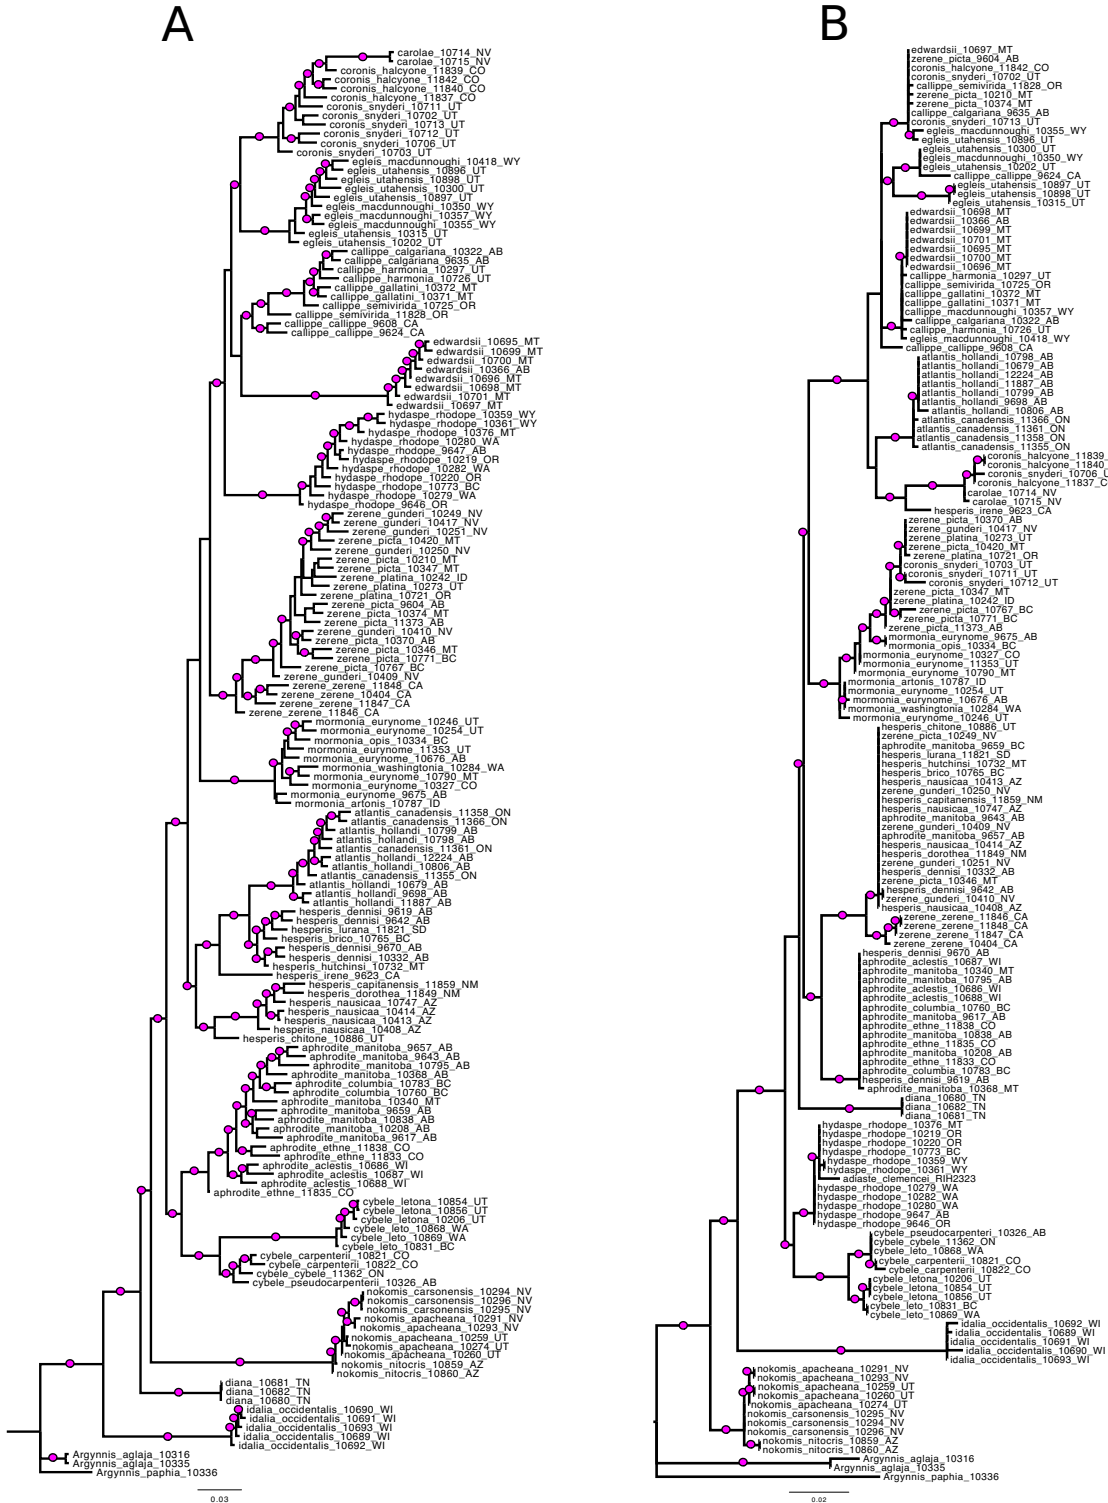 A
carolae_10714_NV
carolae_10715_NV
coronis_halcyone_11839_CO
coronis_halcyone_11842_CO
coronis_halcyone_11840_CO
coronis_halcyone_11837_CO
coronis_snyderi_10711_UT
coronis_snyderi_10702_UT
coronis_snyderi_10713_UT
coronis_snyderi_10712_UT
coronis_snyderi_10706_UT
coronis_snyderi_10703_UT
egleis_macdunnoughi_10418_WY
egleis_utahensis_10896_UT
egleis_utahensis_10898_UT
egleis_utahensis_10300_UT
egleis_utahensis_10897_UT
egleis_macdunnoughi_10350_WY
egleis_macdunnoughi_10357_WY
egleis_macdunnoughi_10355_WY
egleis_utahensis_10315_UT
egleis_utahensis_10202_UT
callippe_calgariana_10322_AB
callippe_calgariana_9635_AB
callippe_harmonia_10297_UT
callippe_harmonia_10726_UT
callippe_gallatini_10372_MT
callippe_gallatini_10371_MT
callippe_semivirida_10725_OR
callippe_semivirida_11828_OR
callippe_callippe_9608_CA
callippe_callippe_9624_CA
edwardsii_10695_MT
edwardsii_10699_MT
edwardsii_10700_MT
edwardsii_10366_AB
edwardsii_10696_MT
edwardsii_10698_MT
edwardsii_10701_MT
edwardsii_10697_MT
hydaspe_rhodope_10359_WY
hydaspe_rhodope_10361_WY
hydaspe_rhodope_10376_MT
hydaspe_rhodope_10280_WA
hydaspe_rhodope_9647_AB
hydaspe_rhodope_10219_OR
hydaspe_rhodope_10282_WA
hydaspe_rhodope_10220_OR
hydaspe_rhodope_10773_BC
hydaspe_rhodope_10279_WA
hydaspe_rhodope_9646_OR
zerene_gunderi_10249_NV
zerene_gunderi_10417_NV
zerene_gunderi_10251_NV
zerene_picta_10420_MT
zerene_gunderi_10250_NV
zerene_picta_10210_MT
zerene_picta_10347_MT
zerene_platina_10242_ID
zerene_platina_10273_UT
zerene_platina_10721_OR
zerene_picta_9604_AB
zerene_picta_10374_MT
zerene_picta_11373_AB
zerene_gunderi_10410_NV
zerene_picta_10370_AB
zerene_picta_10346_MT
zerene_picta_10771_BC
zerene_picta_10767_BC
zerene_gunderi_10409_NV
zerene_zerene_11848_CA
zerene_zerene_10404_CA
zerene_zerene_11847_CA
zerene_zerene_11846_CA
mormonia_eurynome_10246_UT
mormonia_eurynome_10254_UT
mormonia_opis_10334_BC
mormonia_eurynome_11353_UT
mormonia_eurynome_10676_AB
mormonia_washingtonia_10284_WA
mormonia_eurynome_10790_MT
mormonia_eurynome_10327_CO
mormonia_eurynome_9675_AB
mormonia_artonis_10787_ID
atlantis_canadensis_11358_ON
atlantis_canadensis_11366_ON
atlantis_hollandi_10799_AB
atlantis_hollandi_10798_AB
atlantis_canadensis_11361_ON
atlantis_hollandi_12224_AB
atlantis_hollandi_10806_AB
atlantis_canadensis_11355_ON
atlantis_hollandi_10679_AB
atlantis_hollandi_9698_AB
atlantis_hollandi_11887_AB
hesperis_dennisi_9619_AB
hesperis_dennisi_9642_AB
hesperis_lurana_11821_SD
hesperis_brico_10765_BC
hesperis_dennisi_9670_AB
hesperis_dennisi_10332_AB
hesperis_hutchinsi_10732_MT
hesperis_irene_9623_CA
hesperis_capitanensis_11859_NM
hesperis_dorothea_11849_NM
hesperis_nausicaa_10747_AZ
hesperis_nausicaa_10414_AZ
hesperis_nausicaa_10413_AZ
hesperis_nausicaa_10408_AZ
hesperis_chitone_10886_UT
aphrodite_manitoba_9657_AB
aphrodite_manitoba_9643_AB
aphrodite_manitoba_10795_AB
aphrodite_manitoba_10368_AB
aphrodite_columbia_10783_BC
aphrodite_columbia_10760_BC
aphrodite_manitoba_10340_MT
aphrodite_manitoba_9659_AB
aphrodite_manitoba_10838_AB
aphrodite_manitoba_10208_AB
aphrodite_manitoba_9617_AB
aphrodite_ethne_11838_CO
aphrodite_ethne_11833_CO
aphrodite_aclestis_10686_WI
aphrodite_aclestis_10687_WI
aphrodite_aclestis_10688_WI
aphrodite_ethne_11835_CO
cybele_letona_10854_UT
cybele_letona_10856_UT
cybele_letona_10206_UT
cybele_leto_10868_WA
cybele_leto_10869_WA
cybele_leto_10831_BC
cybele_carpenterii_10821_CO
cybele_carpenterii_10822_CO
cybele_cybele_11362_ON
cybele_pseudocarpenterii_10326_AB
nokomis_carsonensis_10294_NV
nokomis_carsonensis_10296_NV
nokomis_carsonensis_10295_NV
nokomis_apacheana_10291_NV
nokomis_apacheana_10293_NV
nokomis_apacheana_10259_UT
nokomis_apacheana_10274_UT
nokomis_apacheana_10260_UT
nokomis_nitocris_10859_AZ
nokomis_nitocris_10860_AZ
diana_10681_TN
diana_10682_TN
diana_10680_TN
idalia_occidentalis_10690_WI
idalia_occidentalis_10691_WI
idalia_occidentalis_10693_WI
idalia_occidentalis_10689_WI
idalia_occidentalis_10692_WI
Argynnis_aglaja_10316
Argynnis_aglaja_10335
Argynnis_paphia_10336
0.03
B
edwardsii_10697_MT
zerene_picta_9604_AB
coronis_halcyone_11842_CO
coronis_snyderi_10702_UT
callippe_semivirida_11828_OR
zerene_picta_10210_MT
zerene_picta_10374_MT
callippe_calgariana_9635_AB
coronis_snyderi_10713_UT
egleis_macdunnoughi_10355_WY
egleis_utahensis_10896_UT
egleis_utahensis_10300_UT
egleis_macdunnoughi_10350_WY
egleis_utahensis_10202_UT
callippe_callippe_9624_CA
egleis_utahensis_10897_UT
egleis_utahensis_10898_UT
egleis_utahensis_10315_UT
edwardsii_10698_MT
edwardsii_10366_AB
edwardsii_10699_MT
edwardsii_10701_MT
edwardsii_10695_MT
edwardsii_10700_MT
edwardsii_10696_MT
callippe_harmonia_10297_UT
callippe_semivirida_10725_OR
callippe_gallatini_10372_MT
callippe_gallatini_10371_MT
callippe_macdunnoughi_10357_WY
callippe_calgariana_10322_AB
callippe_harmonia_10726_UT
egleis_macdunnoughi_10418_WY
callippe_callippe_9608_CA
atlantis_hollandi_10798_AB
atlantis_hollandi_10679_AB
atlantis_hollandi_12224_AB
atlantis_hollandi_11887_AB
atlantis_hollandi_10799_AB
atlantis_hollandi_9698_AB
atlantis_hollandi_10806_AB
atlantis_canadensis_11366_ON
atlantis_canadensis_11361_ON
atlantis_canadensis_11358_ON
atlantis_canadensis_11355_ON
coronis_halcyone_11839_
coronis_halcyone_11840_
coronis_snyderi_10706_U
coronis_halcyone_11837_C
carolae_10714_NV
carolae_10715_NV
hesperis_irene_9623_CA
zerene_picta_10370_AB
zerene_gunderi_10417_NV
zerene_platina_10273_UT
zerene_picta_10420_MT
zerene_platina_10721_OR
coronis_snyderi_10703_UT
coronis_snyderi_10711_UT
coronis_snyderi_10712_UT
zerene_picta_10347_MT
zerene_platina_10242_ID
zerene_picta_10767_BC
zerene_picta_10771_BC
zerene_picta_11373_AB
mormonia_eurynome_9675_AB
mormonia_opis_10334_BC
mormonia_eurynome_10327_CO
mormonia_eurynome_11353_UT
mormonia_eurynome_10790_MT
mormonia_artonis_10787_ID
mormonia_eurynome_10254_UT
mormonia_eurynome_10676_AB
mormonia_washingtonia_10284_WA
mormonia_eurynome_10246_UT
hesperis_chitone_10886_UT
zerene_picta_10249_NV
aphrodite_manitoba_9659_BC
hesperis_lurana_11821_SD
hesperis_hutchinsi_10732_MT
hesperis_brico_10765_BC
hesperis_nausicaa_10413_AZ
zerene_gunderi_10250_NV
hesperis_capitanensis_11859_NM
hesperis_nausicaa_10747_AZ
aphrodite_manitoba_9643_AB
zerene_gunderi_10409_NV
aphrodite_manitoba_9657_AB
hesperis_nausicaa_10414_AZ
hesperis_dorothea_11849_NM
zerene_gunderi_10251_NV
hesperis_dennisi_10332_AB
zerene_picta_10346_MT
hesperis_dennisi_9642_AB
zerene_gunderi_10410_NV
hesperis_nausicaa_10408_AZ
zerene_zerene_11846_CA
zerene_zerene_11848_CA
zerene_zerene_11847_CA
zerene_zerene_10404_CA
hesperis_dennisi_9670_AB
aphrodite_aclestis_10687_WI
aphrodite_manitoba_10340_MT
aphrodite_manitoba_10795_AB
aphrodite_aclestis_10686_WI
aphrodite_aclestis_10688_WI
aphrodite_columbia_10760_BC
aphrodite_manitoba_9617_AB
aphrodite_ethne_11838_CO
aphrodite_manitoba_10838_AB
aphrodite_ethne_11835_CO
aphrodite_manitoba_10208_AB
aphrodite_ethne_11833_CO
aphrodite_columbia_10783_BC
hesperis_dennisi_9619_AB
aphrodite_manitoba_10368_MT
diana_10680_TN
diana_10682_TN
diana_10681_TN
hydaspe_rhodope_10376_MT
hydaspe_rhodope_10219_OR
hydaspe_rhodope_10220_OR
hydaspe_rhodope_10773_BC
hydaspe_rhodope_10359_WY
hydaspe_rhodope_10361_WY
adiaste_clemencei_RIH2323
hydaspe_rhodope_10279_WA
hydaspe_rhodope_10282_WA
hydaspe_rhodope_10280_WA
hydaspe_rhodope_9647_AB
hydaspe_rhodope_9646_OR
cybele_pseudocarpenterii_10326_AB
cybele_cybele_11362_ON
cybele_leto_10868_WA
cybele_carpenterii_10821_CO
cybele_carpenterii_10822_CO
cybele_letona_10206_UT
cybele_letona_10854_UT
cybele_letona_10856_UT
cybele_leto_10831_BC
cybele_leto_10869_WA
idalia_occidentalis_10692_WI
idalia_occidentalis_10689_WI
idalia_occidentalis_10691_WI
idalia_occidentalis_10690_WI
idalia_occidentalis_10693_WI
nokomis_apacheana_10291_NV
nokomis_apacheana_10293_NV
nokomis_apacheana_10259_UT
nokomis_apacheana_10260_UT
nokomis_apacheana_10274_UT
nokomis_carsonensis_10295_NV
nokomis_carsonensis_10294_NV
nokomis_carsonensis_10296_NV
nokomis_nitocris_10859_AZ
nokomis_nitocris_10860_AZ
Argynnis_aglaja_10316
Argynnis_aglaja_10335
Argynnis_paphia_10336
0.02